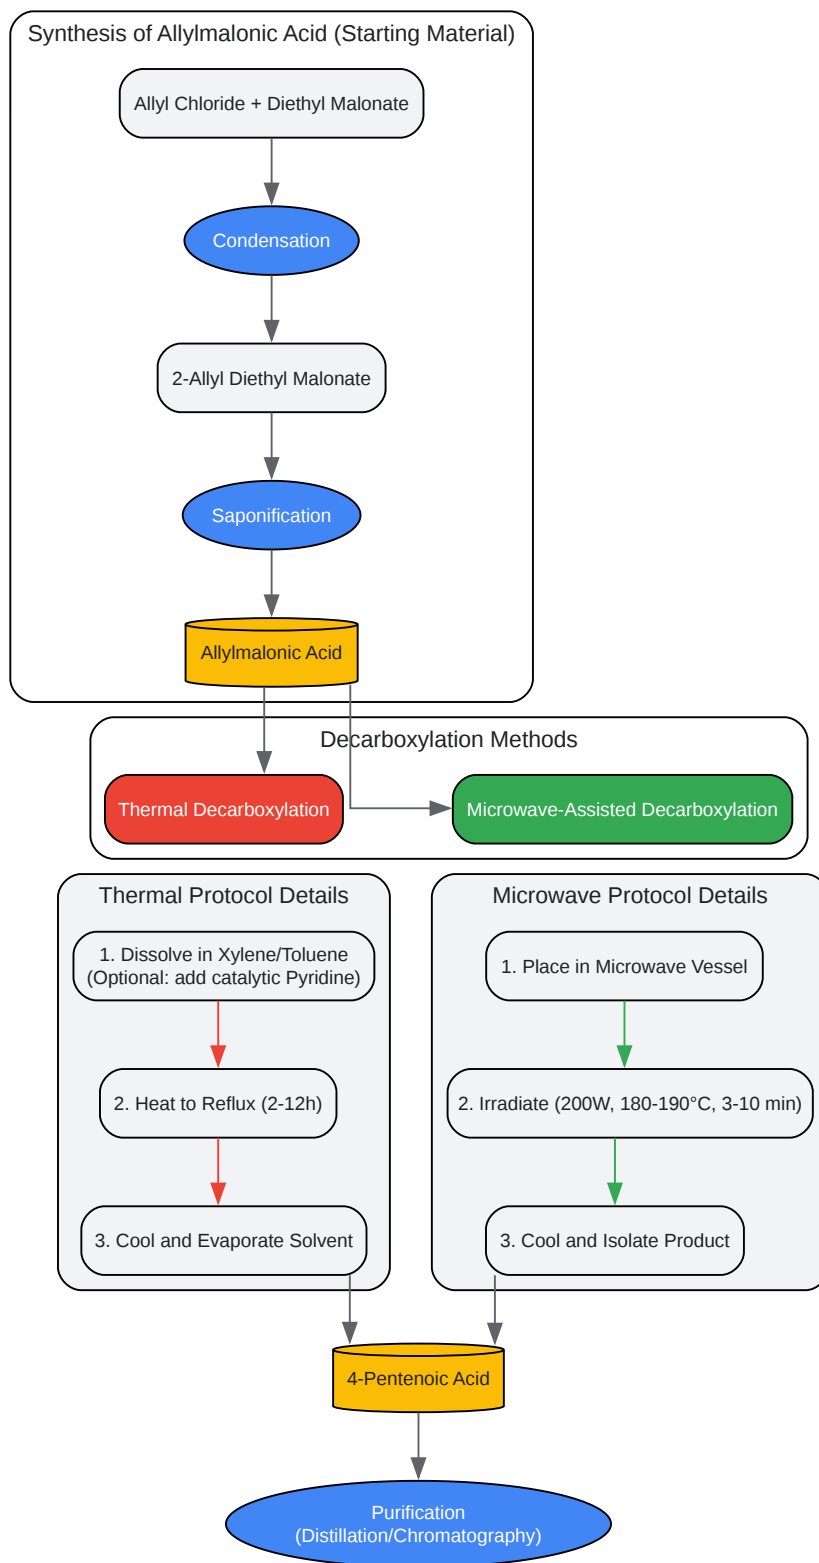 Synthesis of Allylmalonic Acid (Starting Material)
Allyl Chloride + Diethyl Malonate
Condensation
2-Allyl Diethyl Malonate
Saponification
Allylmalonic Acid
Decarboxylation Methods
Thermal Decarboxylation
Microwave-Assisted Decarboxylation
Thermal Protocol Details
1. Dissolve in Xylene/Toluene
(Optional: add catalytic Pyridine)
2. Heat to Reflux (2-12h)
3. Cool and Evaporate Solvent
Microwave Protocol Details
1. Place in Microwave Vessel
2. Irradiate (200W, 180-190°C, 3-10 min)
3. Cool and Isolate Product
4-Pentenoic Acid
Purification
(Distillation/Chromatography)